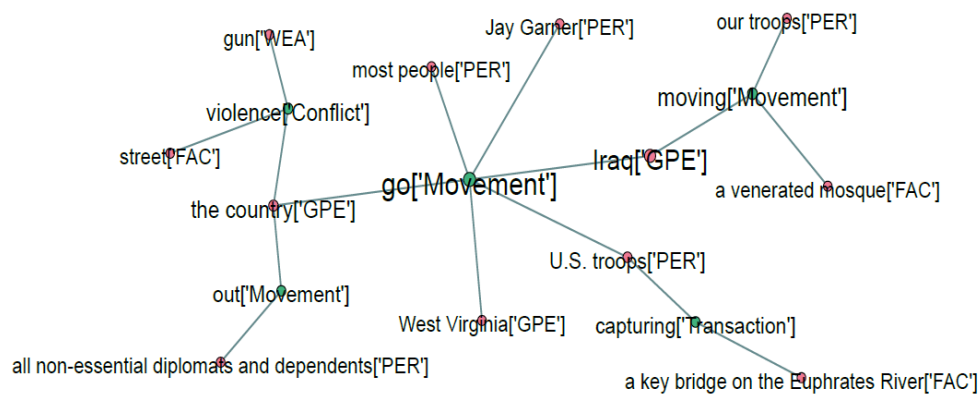 our troops['PER']
Jay Garner['PER']
gun['WEA']
most people['PER']
moving['Movement']
violence['Conflict']
street['FAC']
Iraq['GPE']
go['Movement']
a venerated mosque['FAC']
the country['GPE']
U.S. troops['PER']
out['Movement']
West Virginia['GPE']
capturing['Transaction']
all non-essential diplomats and dependents['PER']
a key bridge on the Euphrates River['FAC']